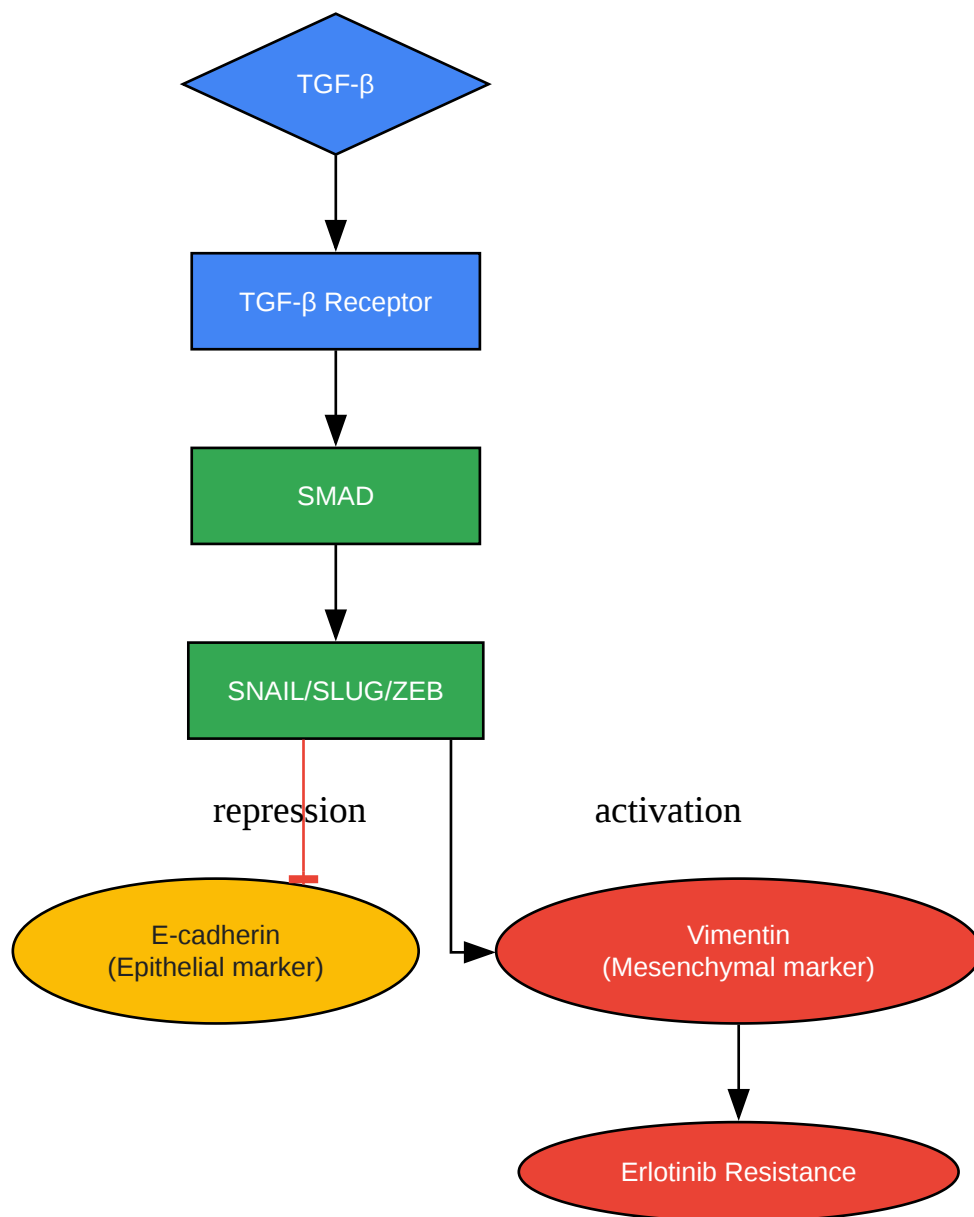 TGF-β
TGF-β Receptor
SMAD
SNAIL/SLUG/ZEB
repression
activation
E-cadherin
(Epithelial marker)
Vimentin
(Mesenchymal marker)
Erlotinib Resistance